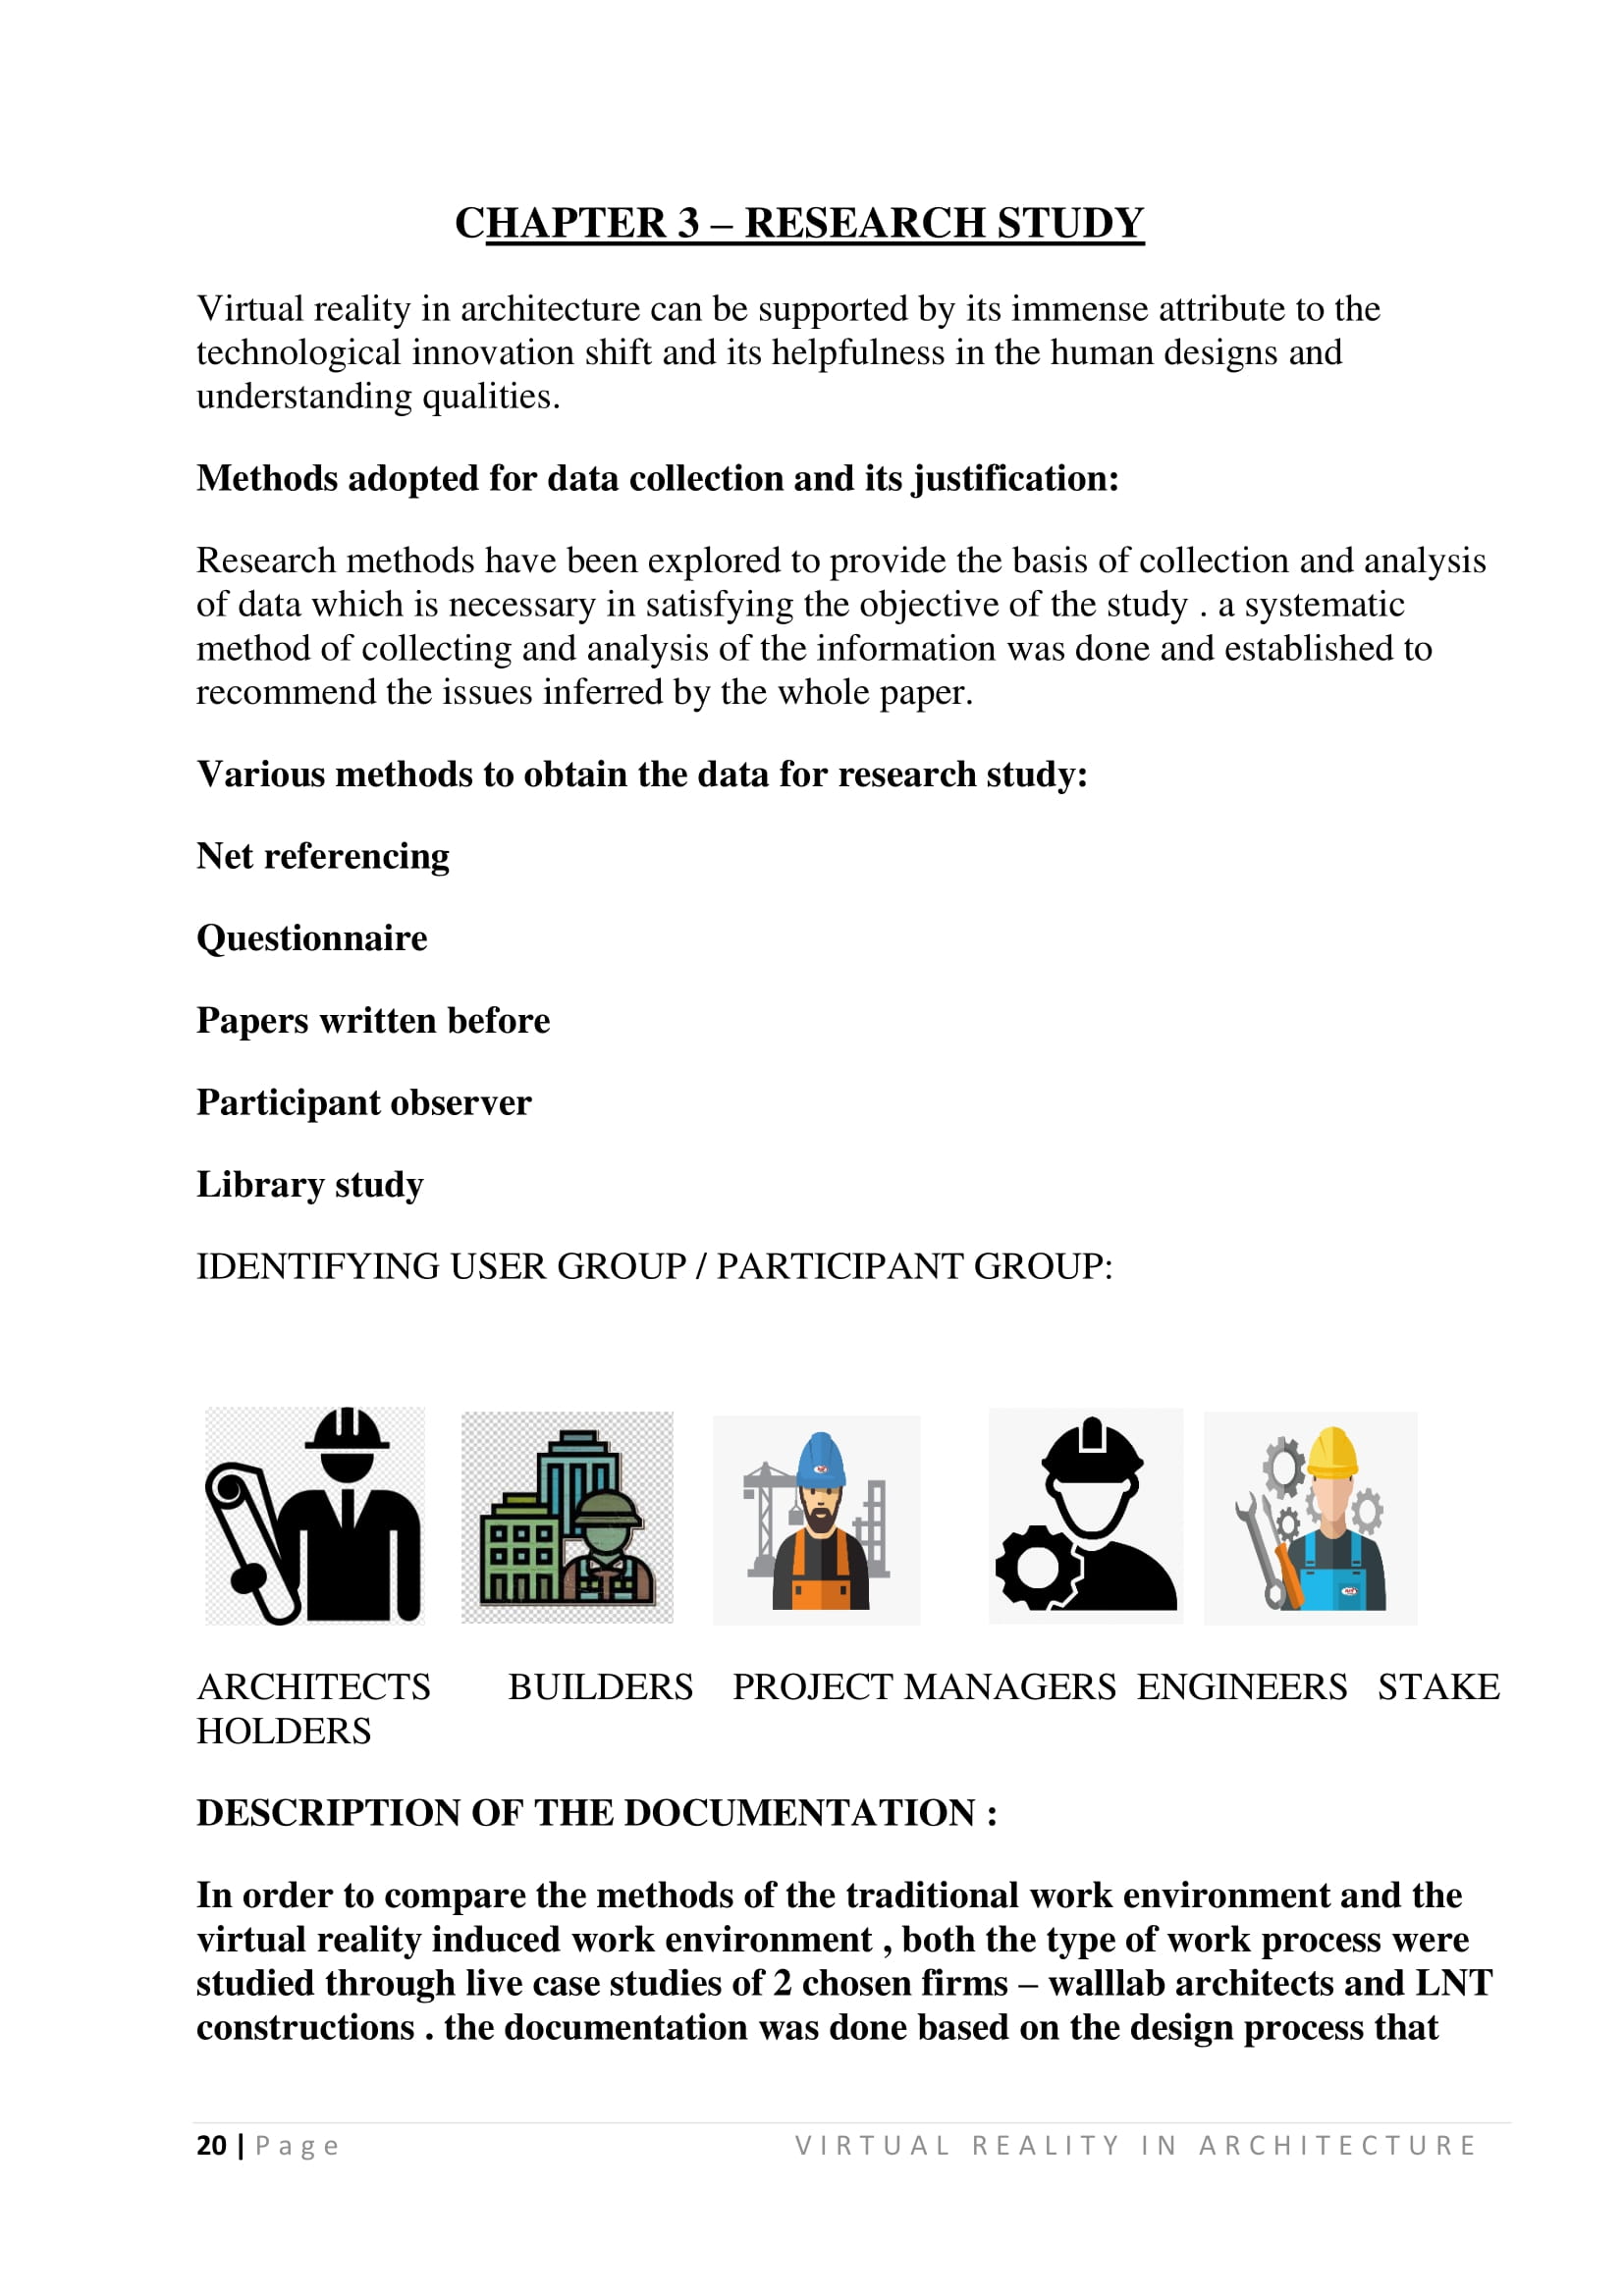 CHAPTER 3 – RESEARCH STUDY
Virtual reality in architecture can be supported by its immense attribute to the
technological innovation shift and its helpfulness in the human designs and
understanding qualities.
Methods adopted for data collection and its justification:
Research methods have been explored to provide the basis of collection and analysis
of data which is necessary in satisfying the objective of the study . a systematic
method of collecting and analysis of the information was done and established to
recommend the issues inferred by the whole paper.
Various methods to obtain the data for research study:
Net referencing
Questionnaire
Papers written before
Participant observer
Library study
IDENTIFYING USER GROUP / PARTICIPANT GROUP:
ARCHITECTS BUILDERS PROJECT MANAGERS ENGINEERS STAKE
HOLDERS
DESCRIPTION OF THE DOCUMENTATION :
In order to compare the methods of the traditional work environment and the
virtual reality induced work environment , both the type of work process were
studied through live case studies of 2 chosen firms – walllab architects and LNT
constructions . the documentation was done based on the design process that
20 | Page VIRTUAL REALITY IN ARCHITECTURE